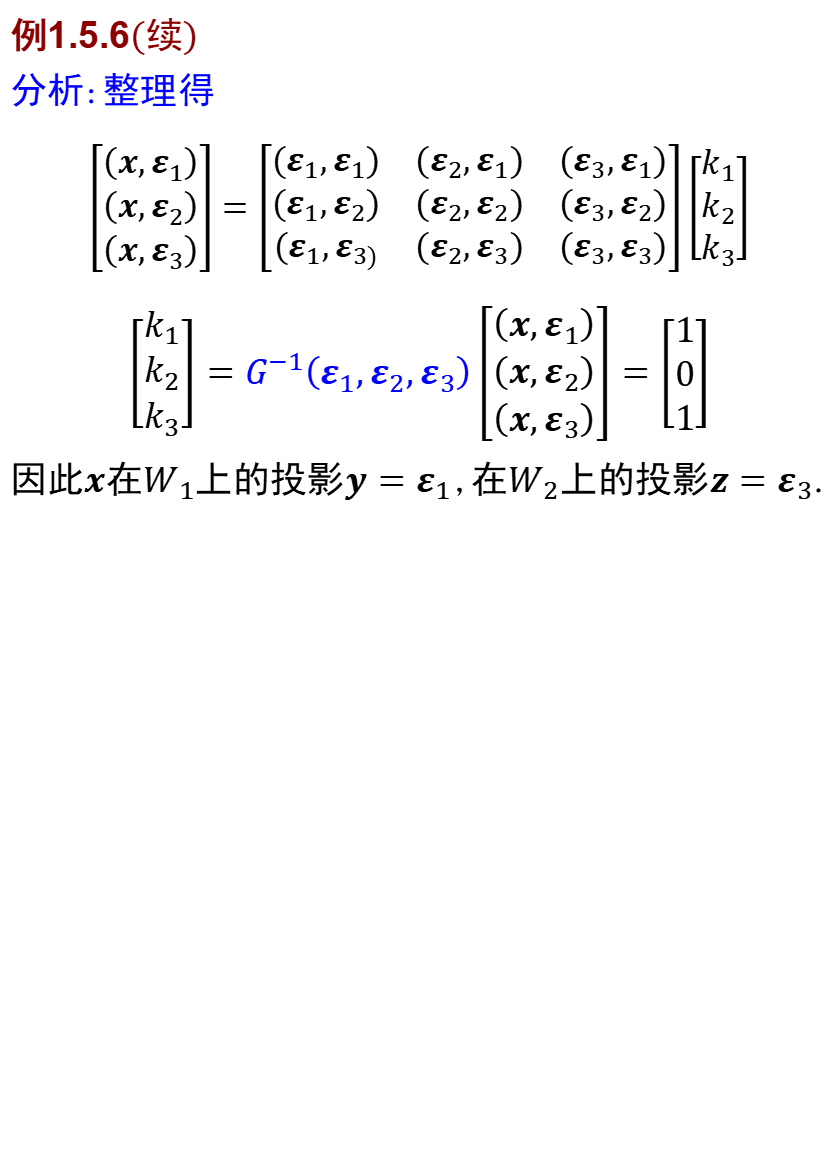 例1.5.6(续)
分析: 整理得
[(x, ε₁) (x, ε₂) (x, ε₃)] = [(ε₁, ε₁) (ε₂, ε₁) (ε₃, ε₁)
(ε₁, ε₂) (ε₂, ε₂) (ε₃, ε₂)
(ε₁, ε₃) (ε₂, ε₃) (ε₃, ε₃)] [k₁ k₂ k₃]
[k₁ k₂ k₃] = G⁻¹(ε₁, ε₂, ε₃) [(x, ε₁) (x, ε₂) (x, ε₃)] = [1 0 1]
因此x在W₁上的投影y = ε₁, 在W₂上的投影z = ε₃.